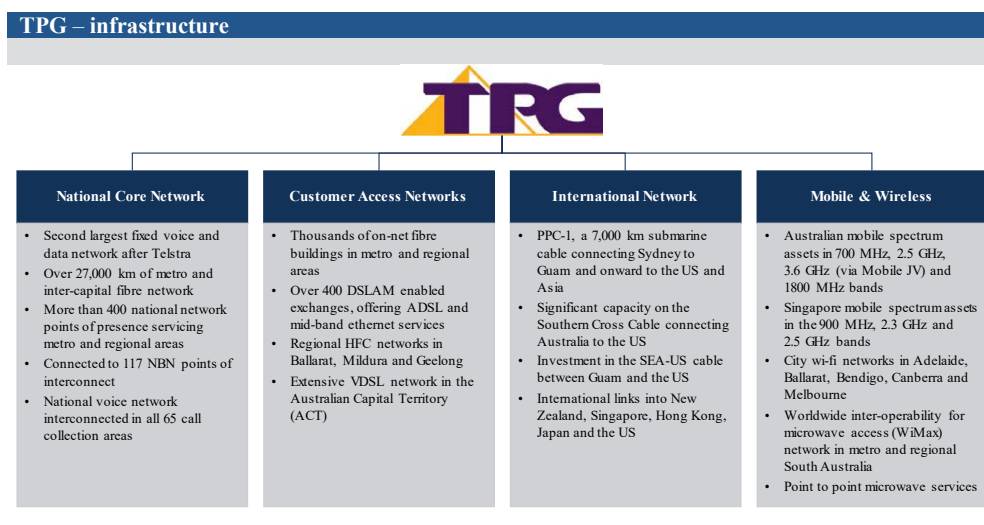 TPG – infrastructure
TPG
National Core Network
• Second largest fixed voice and
data network after Telstra
• Over 27,000 km of metro and
inter-capital fibre network
• More than 400 national network
points of presence servicing
metro and regional areas
• Connected to 117 NBN points of
interconnect
• National voice network
interconnected in all 65 call
collection areas
Customer Access Networks
• Thousands of on-net fibre
buildings in metro and regional
areas
• Over 400 DSLAM enabled
exchanges, offering ADSL and
mid-band ethernet services
• Regional HFC networks in
Ballarat, Mildura and Geelong
• Extensive VDSL network in the
Australian Capital Territory
(ACT)
International Network
• PPC-1, a 7,000 km submarine
cable connecting Sydney to
Guam and onward to the US and
Asia
• Significant capacity on the
Southern Cross Cable connecting
Australia to the US
• Investment in the SEA-US cable
between Guam and the US
• International links into New
Zealand, Singapore, Hong Kong,
Japan and the US
Mobile & Wireless
• Australian mobile spectrum
assets in 700 MHz, 2.5 GHz,
3.6 GHz (via Mobile JV) and
1800 MHz bands
• Singapore mobile spectrum assets
in the 900 MHz, 2.3 GHz and
2.5 GHz bands
• City wi-fi networks in Adelaide,
Ballarat, Bendigo, Canberra and
Melbourne
• Worldwide inter-operability for
microwave access (WiMax)
network in metro and regional
South Australia
• Point to point microwave services